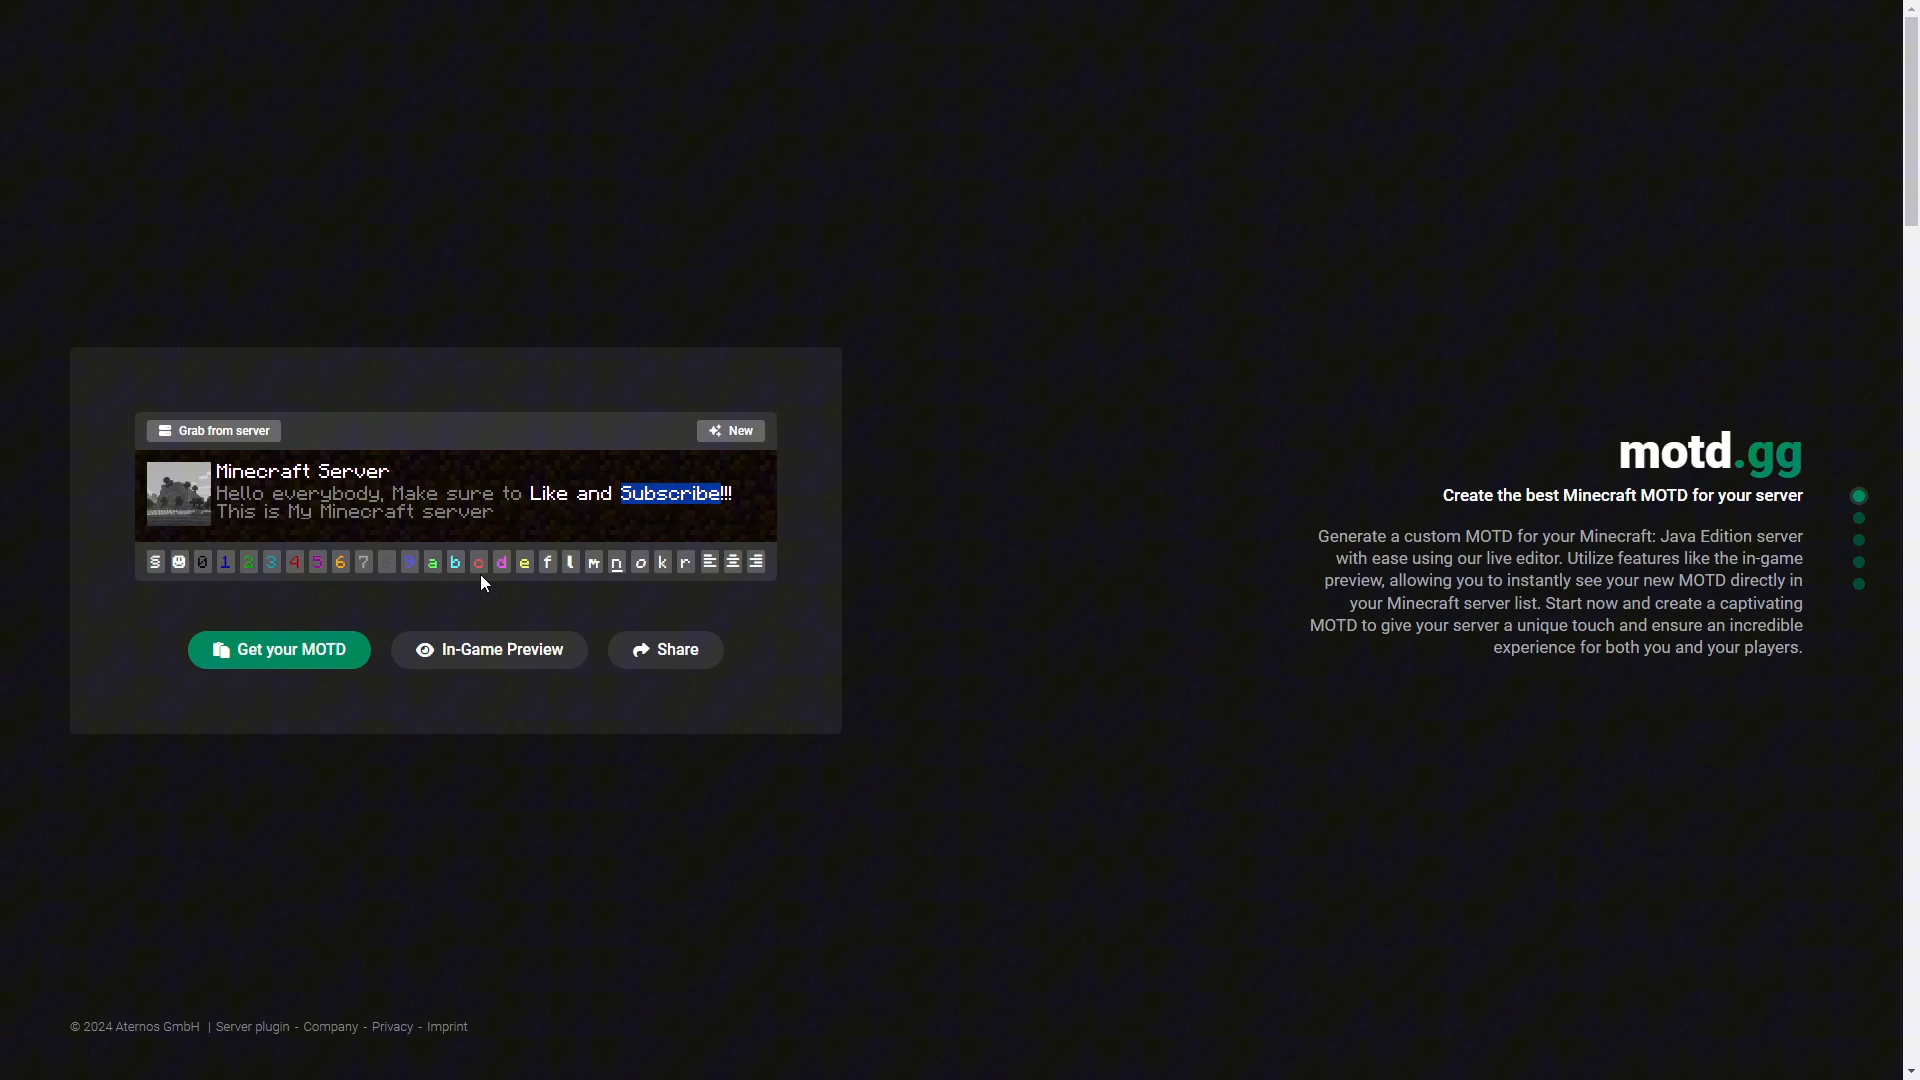 Grab from server
New
Minecraft Server
Hello everybody, Make sure to Like and Subscribe!!!
This is My Minecraft server
§ 0 1 2 3 4 5 6 7 8 9 a b c d e f l m n o k r
Get your MOTD
In-Game Preview
Share
motd.gg
Create the best Minecraft MOTD for your server
Generate a custom MOTD for your Minecraft: Java Edition server
with ease using our live editor. Utilize features like the in-game
preview, allowing you to instantly see your new MOTD directly in
your Minecraft server list. Start now and create a captivating
MOTD to give your server a unique touch and ensure an incredible
experience for both you and your players.
© 2024 Aternos GmbH | Server plugin - Company - Privacy - Imprint